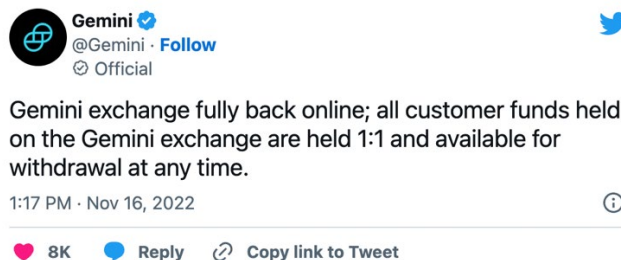 Gemini
@Gemini · Follow
Official
Gemini exchange fully back online; all customer funds held
on the Gemini exchange are held 1:1 and available for
withdrawal at any time.
1:17 PM · Nov 16, 2022
8K Reply Copy link to Tweet